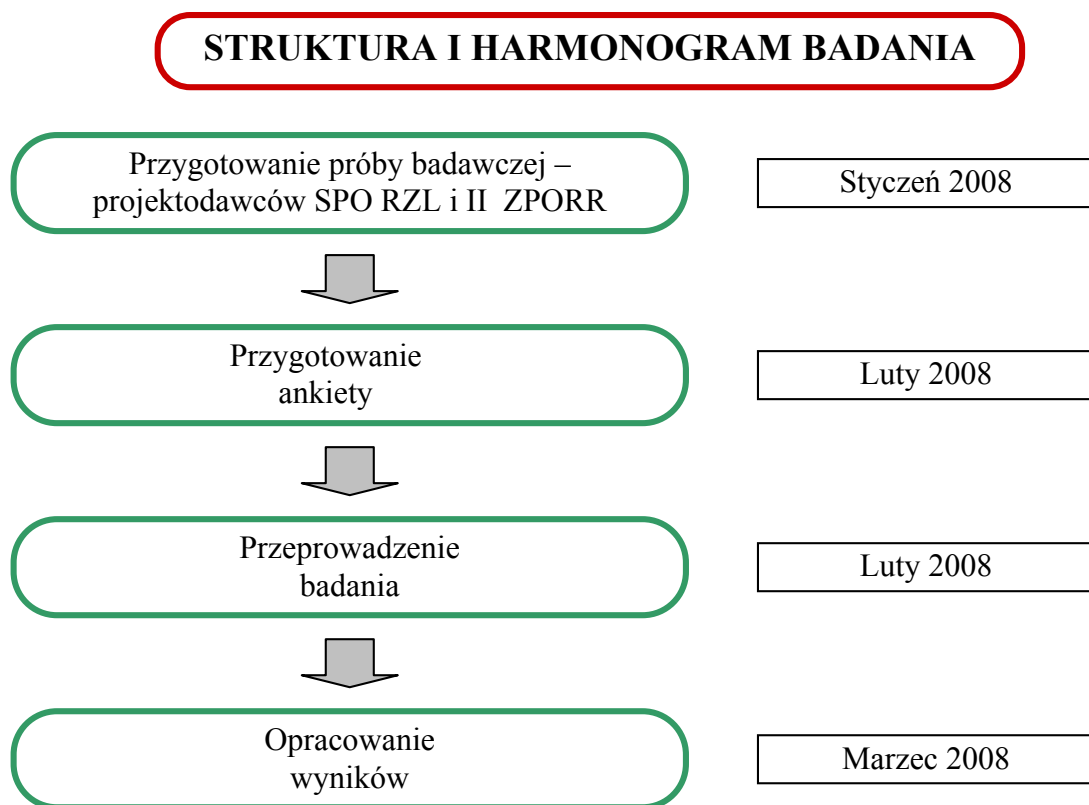 STRUKTURA I HARMONOGRAM BADANIA
Przygotowanie próby badawczej –
projektodawców SPO RZL i II ZPORR
Styczeń 2008
Przygotowanie
ankiety
Luty 2008
Przeprowadzenie
badania
Luty 2008
Opracowanie
wyników
Marzec 2008